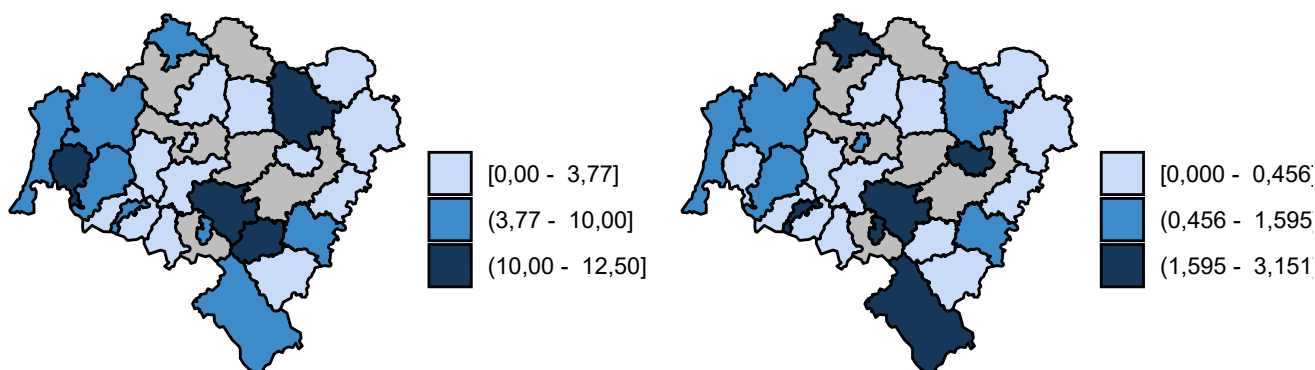 [0,00 - 3,77]
(3,77 - 10,00]
(10,00 - 12,50]
[0,000 - 0,456]
(0,456 - 1,595]
(1,595 - 3,151]